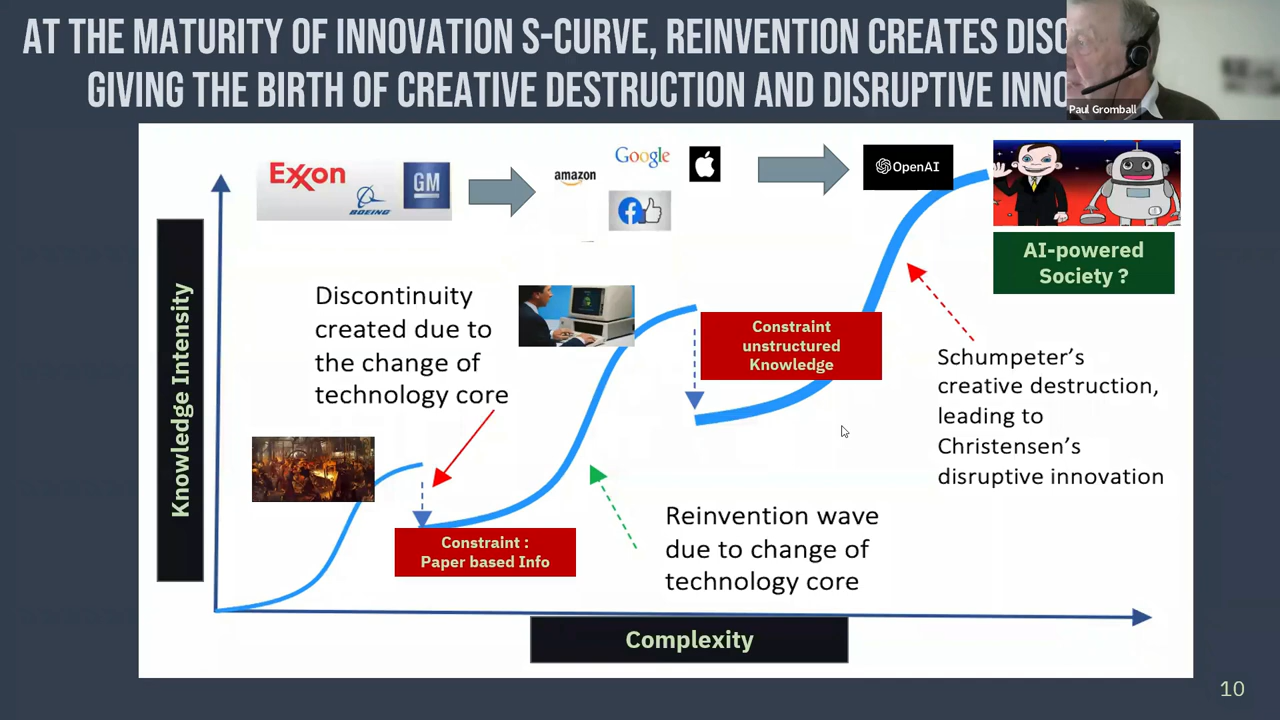 AT THE MATURITY OF INNOVATION S-CURVE, REINVENTION CREATES
GIVING THE BIRTH OF CREATIVE DESTRUCTION AND DISRUPTIVE
Paul Gromball
Exxon
BOEING
GM
amazon
Google
OpenAI
AI-powered
Society ?
Knowledge Intensity
Discontinuity
created due to
the change of
technology core
Constraint
unstructured
Knowledge
Schumpeter’s
creative destruction,
leading to
Christensen’s
disruptive innovation
Constraint :
Paper based Info
Reinvention wave
due to change of
technology core
Complexity
10